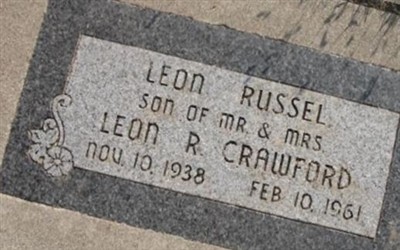 LEON RUSSEL
SON OF MR. & MRS.
LEON R. CRAWFORD
NOV. 10, 1938 FEB 10, 1961